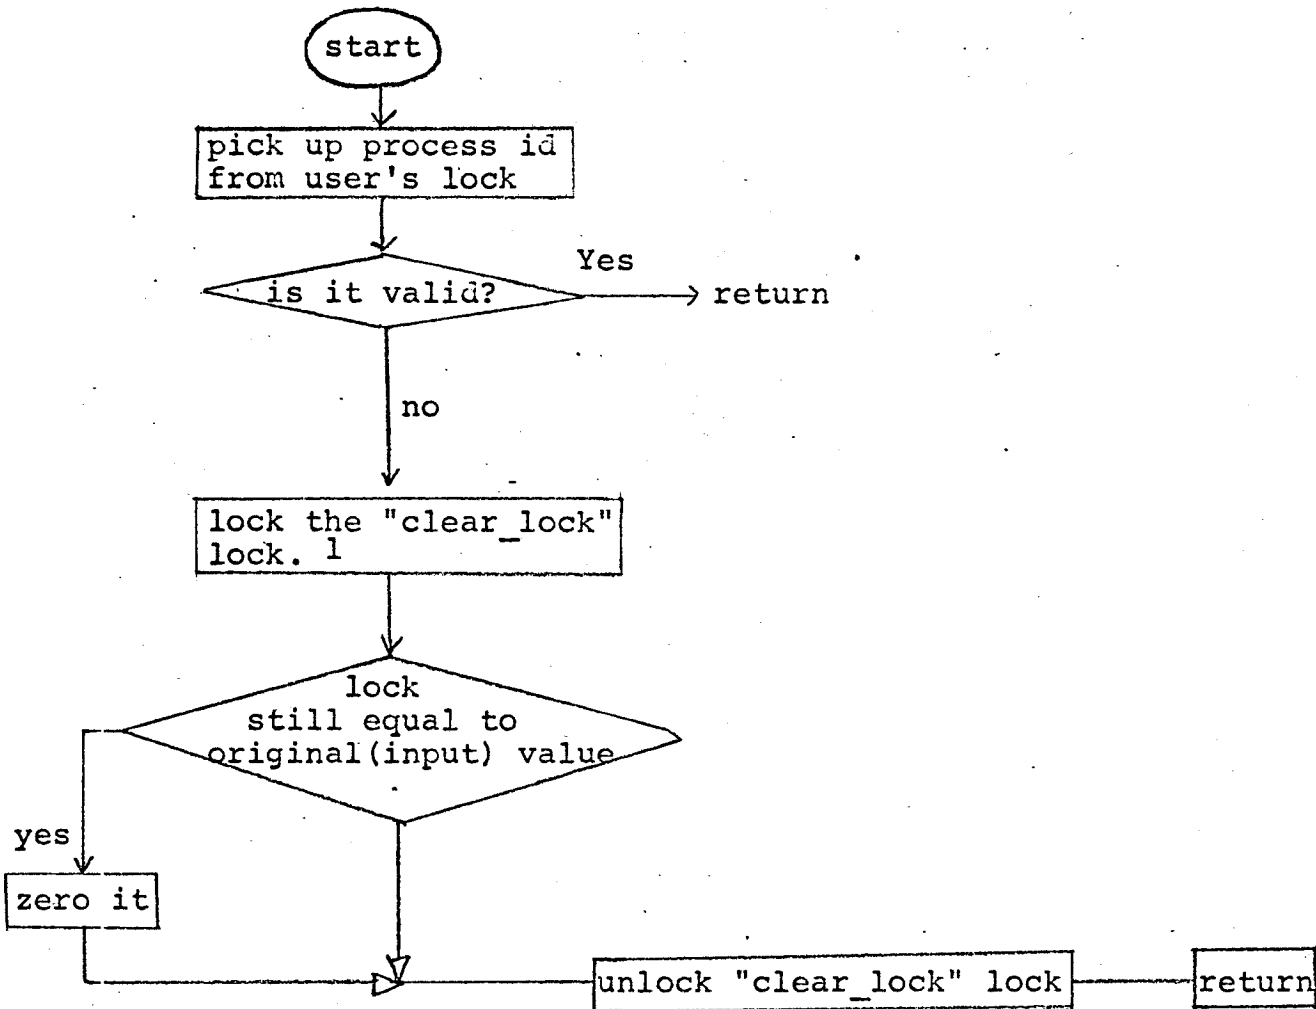 start
pick up process id
from user's lock
is it valid?
Yes
return
no
lock the "clear_lock"
lock. 1
lock
still equal to
original(input) value
yes
zero it
unlock "clear_lock" lock
return